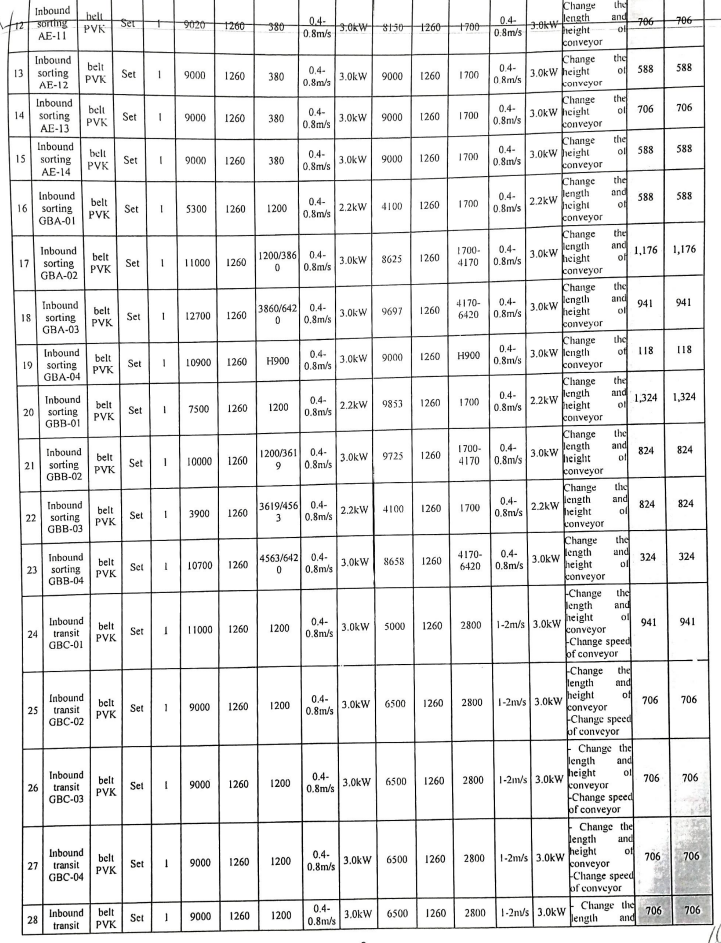 12 Inbound sorting AE-11 belt PVK Set 1 9020 1260 380 0.4-0.8m/s 3.0kW 8150 1260 1700 0.4-0.8m/s 3.0kW Change the length and height of conveyor 706 706
13 Inbound sorting AE-12 belt PVK Set 1 9000 1260 380 0.4-0.8m/s 3.0kW 9000 1260 1700 0.4-0.8m/s 3.0kW Change the height of conveyor 588 588
14 Inbound sorting AE-13 belt PVK Set 1 9000 1260 380 0.4-0.8m/s 3.0kW 9000 1260 1700 0.4-0.8m/s 3.0kW Change the height of conveyor 706 706
15 Inbound sorting AE-14 belt PVK Set 1 9000 1260 380 0.4-0.8m/s 3.0kW 9000 1260 1700 0.4-0.8m/s 3.0kW Change the height of conveyor 588 588
16 Inbound sorting GBA-01 belt PVK Set 1 5300 1260 1200 0.4-0.8m/s 2.2kW 4100 1260 1700 0.4-0.8m/s 2.2kW Change the length and height of conveyor 588 588
17 Inbound sorting GBA-02 belt PVK Set 1 11000 1260 1200/3860 0.4-0.8m/s 3.0kW 8625 1260 1700-4170 0.4-0.8m/s 3.0kW Change the length and height of conveyor 1,176 1,176
18 Inbound sorting GBA-03 belt PVK Set 1 12700 1260 3860/6420 0.4-0.8m/s 3.0kW 9697 1260 4170-6420 0.4-0.8m/s 3.0kW Change the length and height of conveyor 941 941
19 Inbound sorting GBA-04 belt PVK Set 1 10900 1260 H900 0.4-0.8m/s 3.0kW 9000 1260 H900 0.4-0.8m/s 3.0kW Change the length of conveyor 118 118
20 Inbound sorting GBB-01 belt PVK Set 1 7500 1260 1200 0.4-0.8m/s 2.2kW 9853 1260 1700 0.4-0.8m/s 2.2kW Change the length and height of conveyor 1,324 1,324
21 Inbound sorting GBB-02 belt PVK Set 1 10000 1260 1200/3619 0.4-0.8m/s 3.0kW 9725 1260 1700-4170 0.4-0.8m/s 3.0kW Change the length and height of conveyor 824 824
22 Inbound sorting GBB-03 belt PVK Set 1 3900 1260 3619/4563 0.4-0.8m/s 2.2kW 4100 1260 1700 0.4-0.8m/s 2.2kW Change the length and height of conveyor 824 824
23 Inbound sorting GBB-04 belt PVK Set 1 10700 1260 4563/6420 0.4-0.8m/s 3.0kW 8658 1260 4170-6420 0.4-0.8m/s 3.0kW Change the length and height of conveyor 324 324
24 Inbound transit GBC-01 belt PVK Set 1 11000 1260 1200 0.4-0.8m/s 3.0kW 5000 1260 2800 1-2m/s 3.0kW -Change the length and height of conveyor -Change speed of conveyor 941 941
25 Inbound transit GBC-02 belt PVK Set 1 9000 1260 1200 0.4-0.8m/s 3.0kW 6500 1260 2800 1-2m/s 3.0kW -Change the length and height of conveyor -Change speed of conveyor 706 706
26 Inbound transit GBC-03 belt PVK Set 1 9000 1260 1200 0.4-0.8m/s 3.0kW 6500 1260 2800 1-2m/s 3.0kW - Change the length and height of conveyor -Change speed of conveyor 706 706
27 Inbound transit GBC-04 belt PVK Set 1 9000 1260 1200 0.4-0.8m/s 3.0kW 6500 1260 2800 1-2m/s 3.0kW - Change the length and height of conveyor -Change speed of conveyor 706 706
28 Inbound transit belt PVK Set 1 9000 1260 1200 0.4-0.8m/s 3.0kW 6500 1260 2800 1-2m/s 3.0kW - Change the length and 706 706